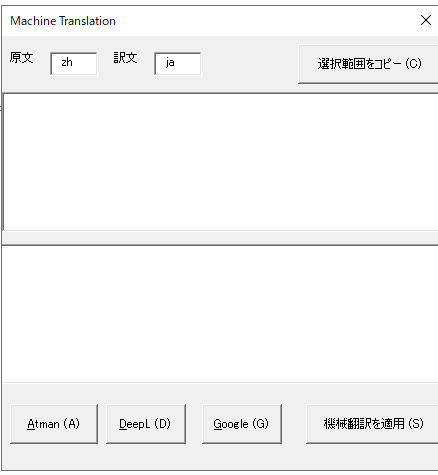 Machine Translation
原文 zh 訳文 ja 選択範囲をコピー (C)
Atman (A) DeepL (D) Google (G) 機械翻訳を適用 (S)